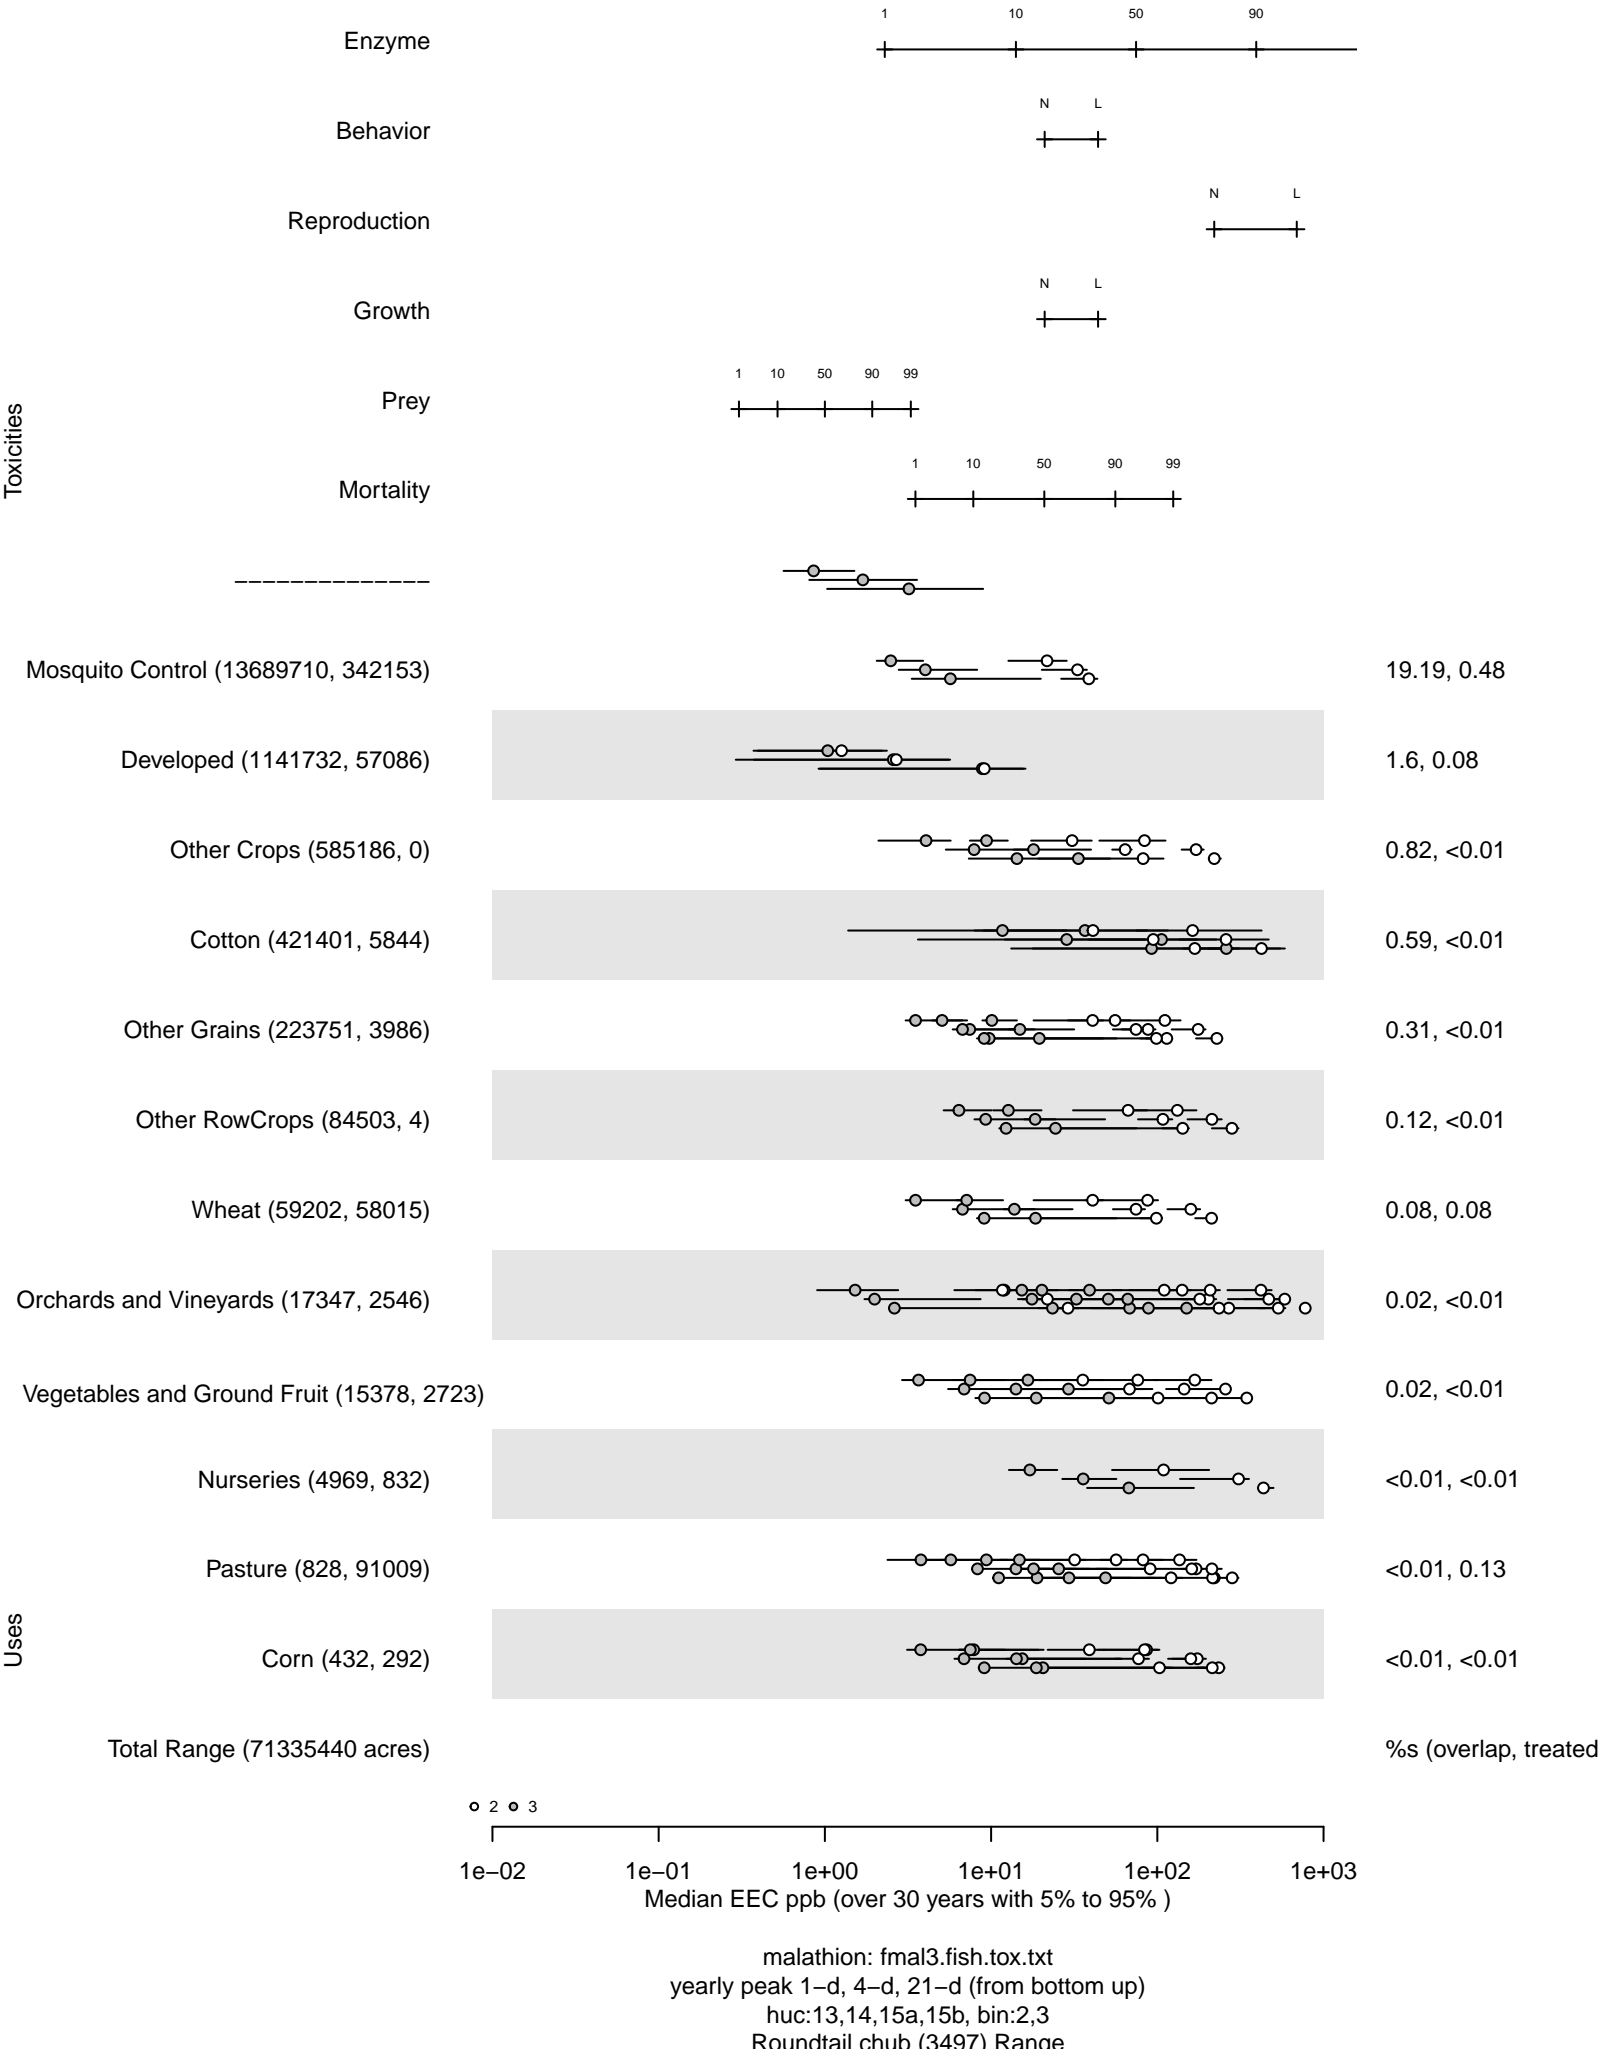 1 10 50 90
Enzyme
N L
Behavior
N L
Reproduction
N L
Growth
1 10 50 90 99
Prey
1 10 50 90 99
Mortality
Toxicities
−−−−−−−−−−−−−−
Mosquito Control (13689710, 342153) 19.19, 0.48
Developed (1141732, 57086) 1.6, 0.08
Other Crops (585186, 0) 0.82, <0.01
Cotton (421401, 5844) 0.59, <0.01
Other Grains (223751, 3986) 0.31, <0.01
Other RowCrops (84503, 4) 0.12, <0.01
Wheat (59202, 58015) 0.08, 0.08
Orchards and Vineyards (17347, 2546) 0.02, <0.01
Vegetables and Ground Fruit (15378, 2723) 0.02, <0.01
Nurseries (4969, 832) <0.01, <0.01
Pasture (828, 91009) <0.01, 0.13
Corn (432, 292) <0.01, <0.01
Uses
Total Range (71335440 acres) %s (overlap, treated
2 3
1e−02 1e−01 1e+00 1e+01 1e+02 1e+03
Median EEC ppb (over 30 years with 5% to 95% )
malathion: fmal3.fish.tox.txt
yearly peak 1−d, 4−d, 21−d (from bottom up)
huc:13,14,15a,15b, bin:2,3
Roundtail chub (3497) Range